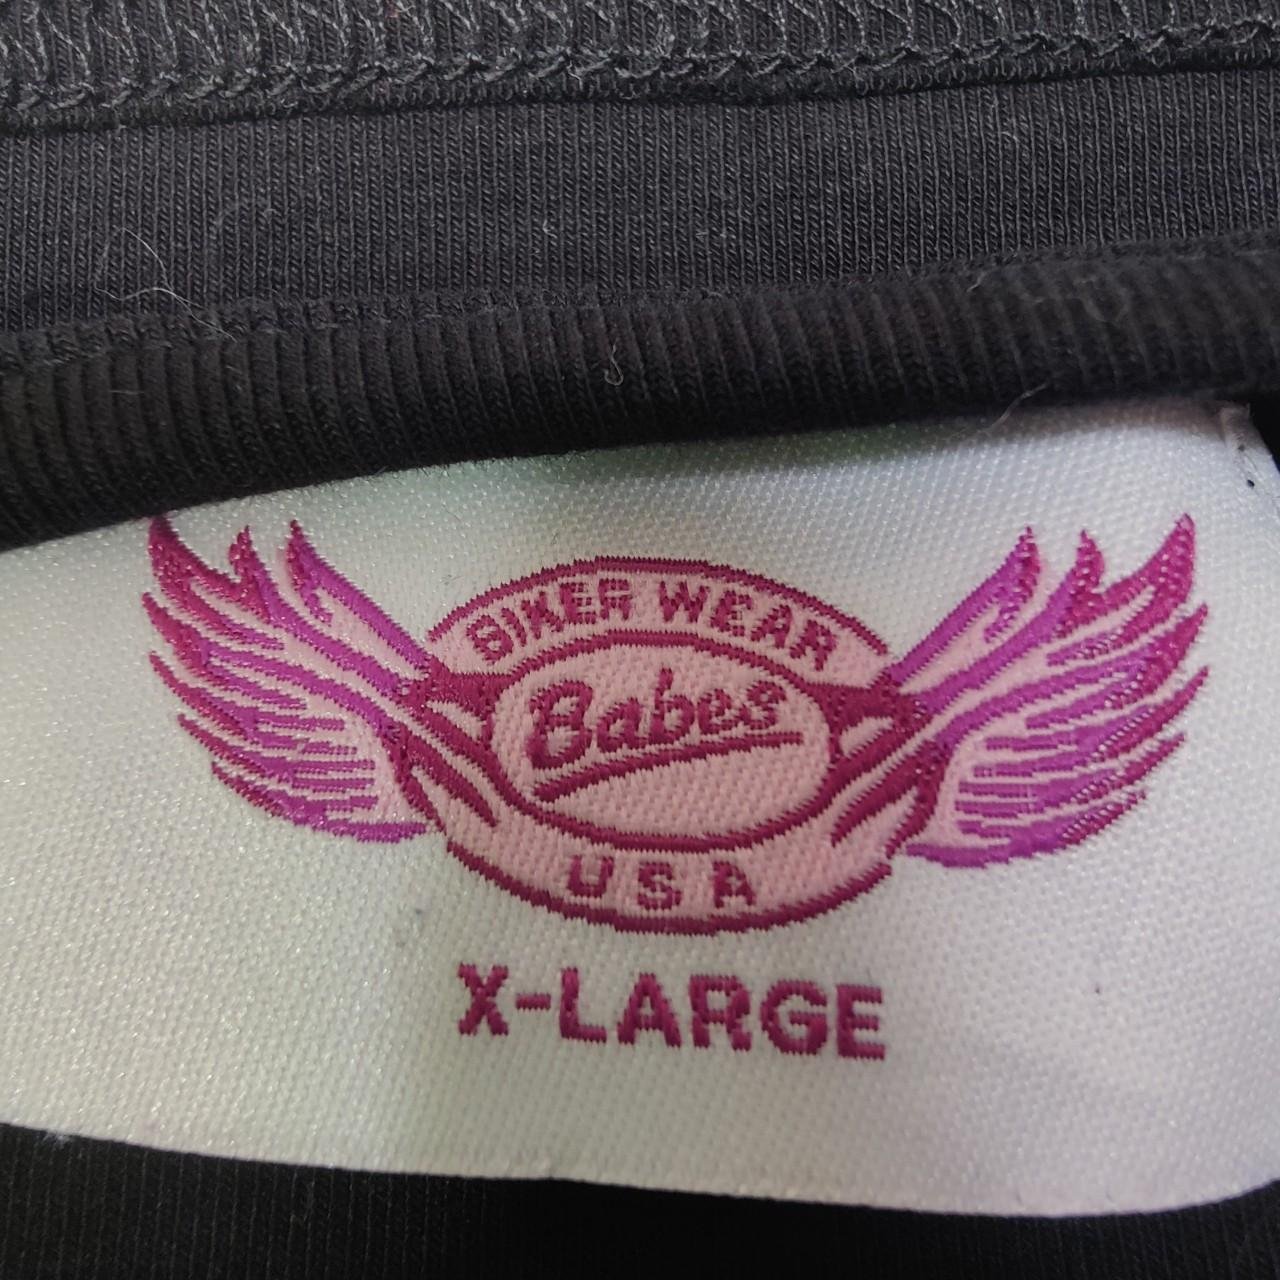 BIKER WEAR
Babes
USA
X-LARGE